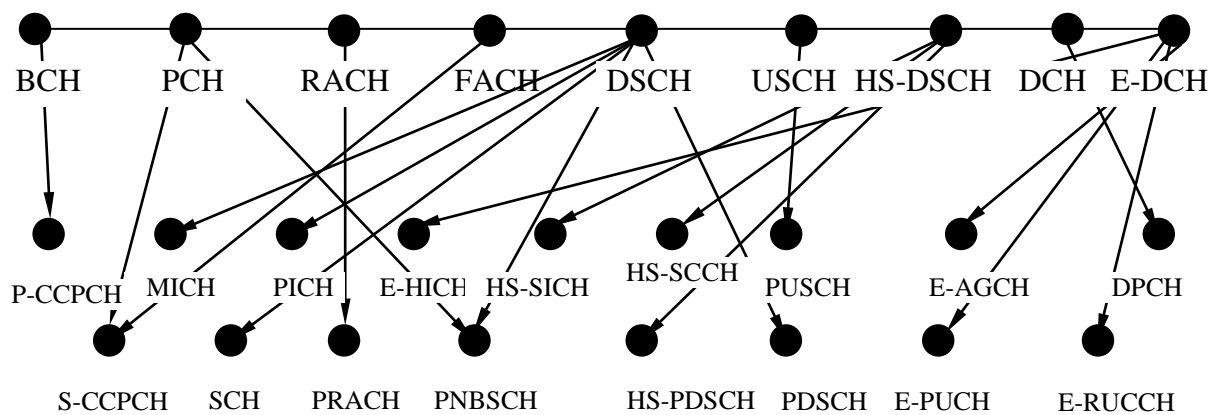 BCH PCH RACH FACH DSCH USCH HS-DSCH DCH E-DCH
P-CCPCH MICH PICH E-HICH HS-SICH HS-SCCH PUSCH E-AGCH DPCH
S-CCPCH SCH PRACH PNBSCH HS-PDSCH PDSCH E-PUCH E-RUCCH